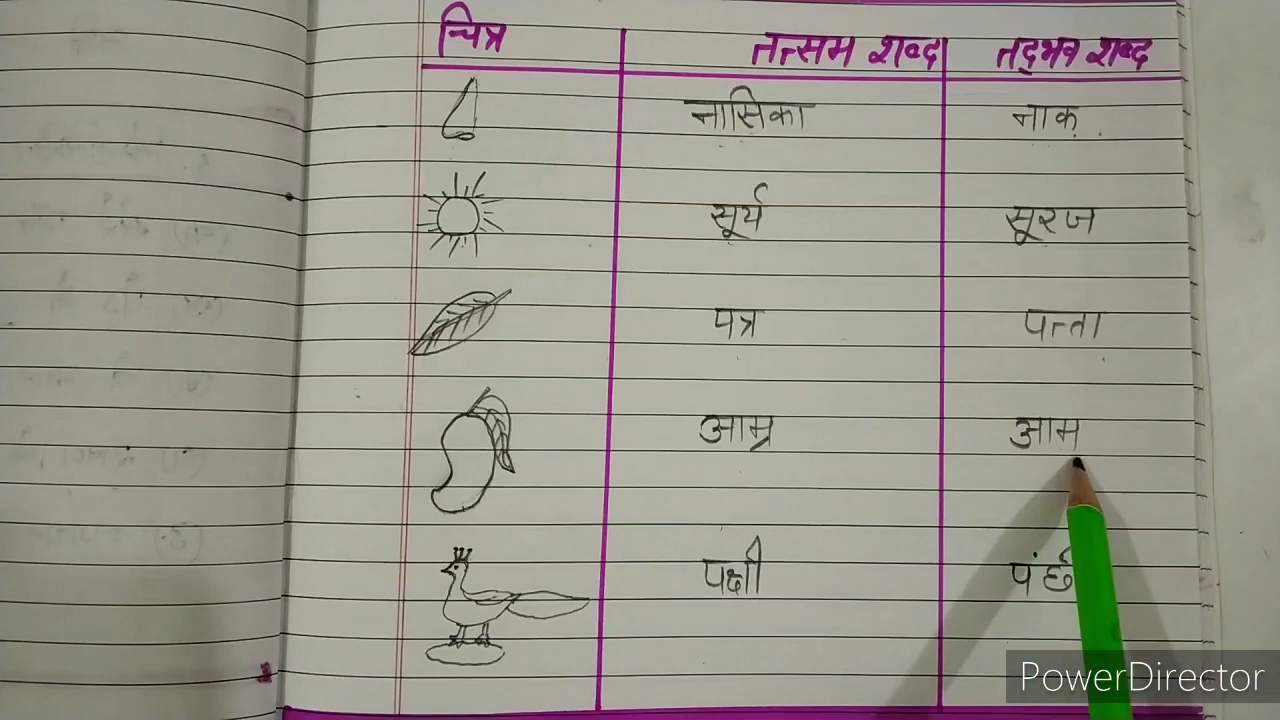 चित्र तत्सम शब्द तद्भव शब्द
नासिका नाक
सूर्य सूरज
पत्र पत्ता
आम्र आम
पक्षी
PowerDirector